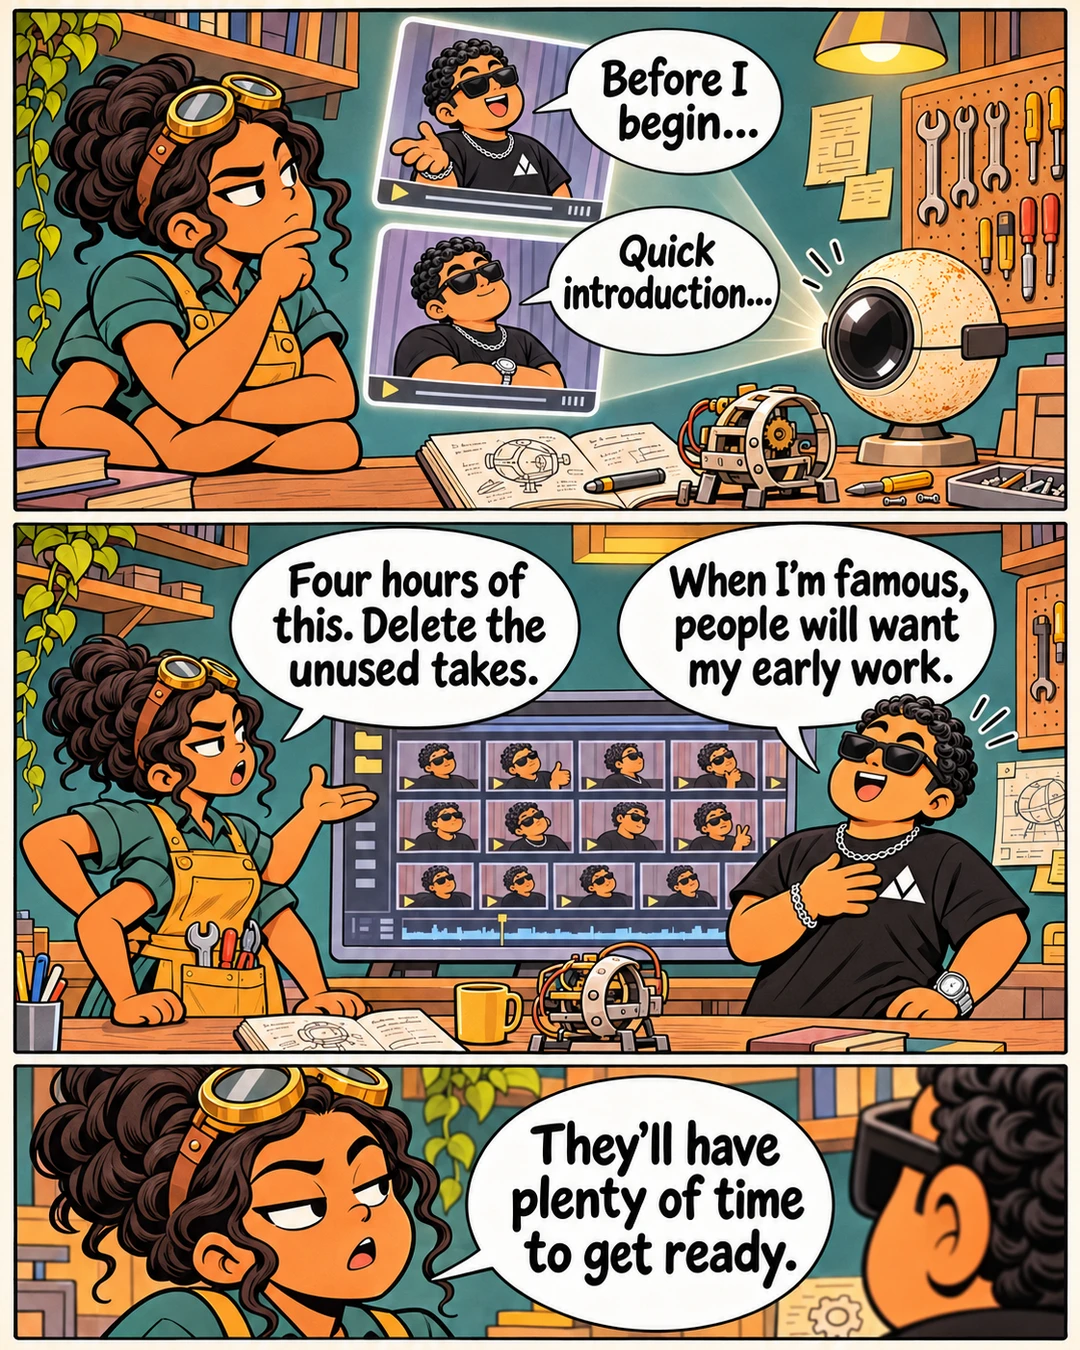 Before I
begin...
Quick
introduction...
Four hours of
this. Delete the
unused takes.
When I'm famous,
people will want
my early work.
They'll have
plenty of time
to get ready.